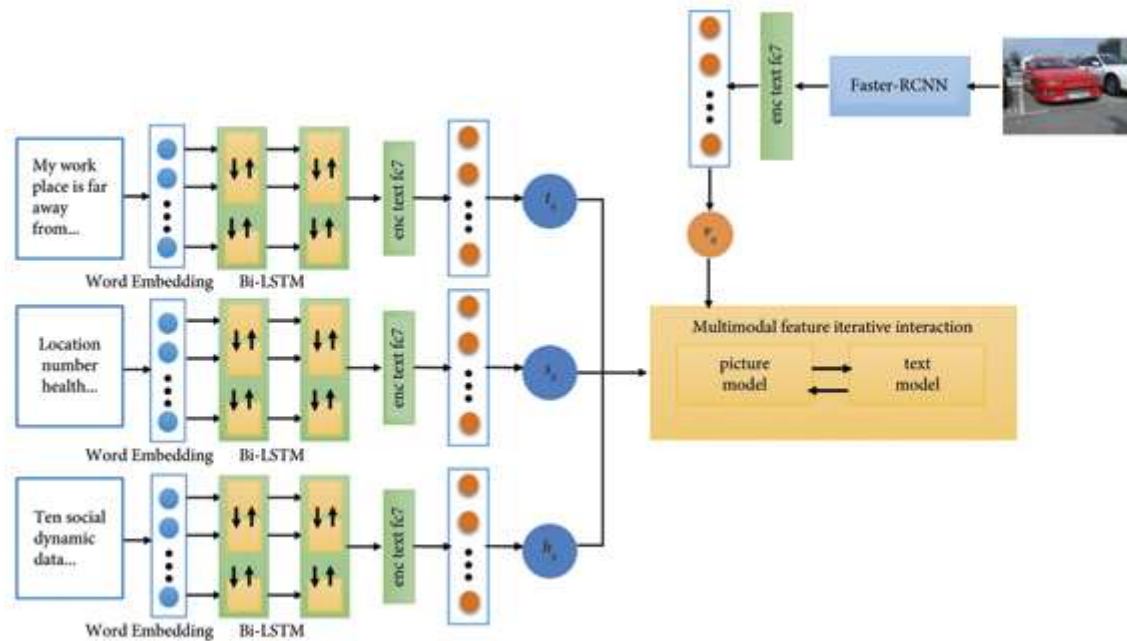 enc text fc7
Faster-RCNN
My work
place is far
away
from...
enc text fc7
t
Word Embedding
Bi-LSTM
v
Location
number
health...
enc text fc7
s
Multimodal feature iterative interaction
picture
model
text
model
Word Embedding
Bi-LSTM
Ten social
dynamic
data...
enc text fc7
h
Word Embedding
Bi-LSTM